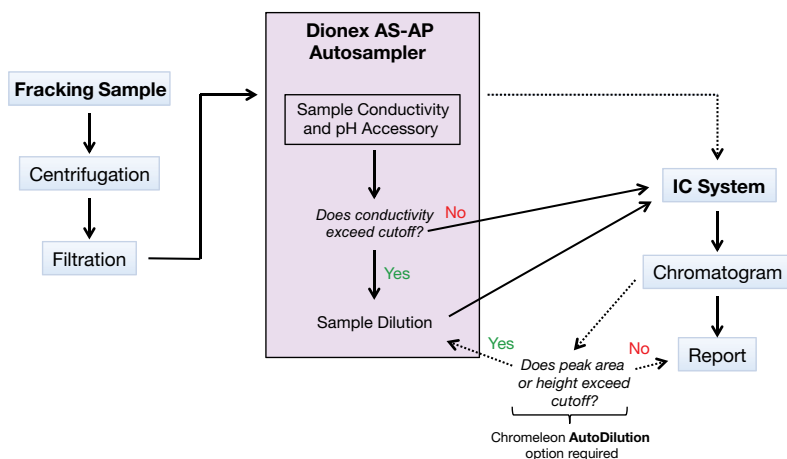 Dionex AS-AP
Autosampler
Fracking Sample
Centrifugation
Filtration
Sample Conductivity
and pH Accessory
Does conductivity
exceed cutoff?
No
Yes
Sample Dilution
IC System
Chromatogram
Report
Yes
No
Does peak area
or height exceed
cutoff?
Chromeleon AutoDilution
option required